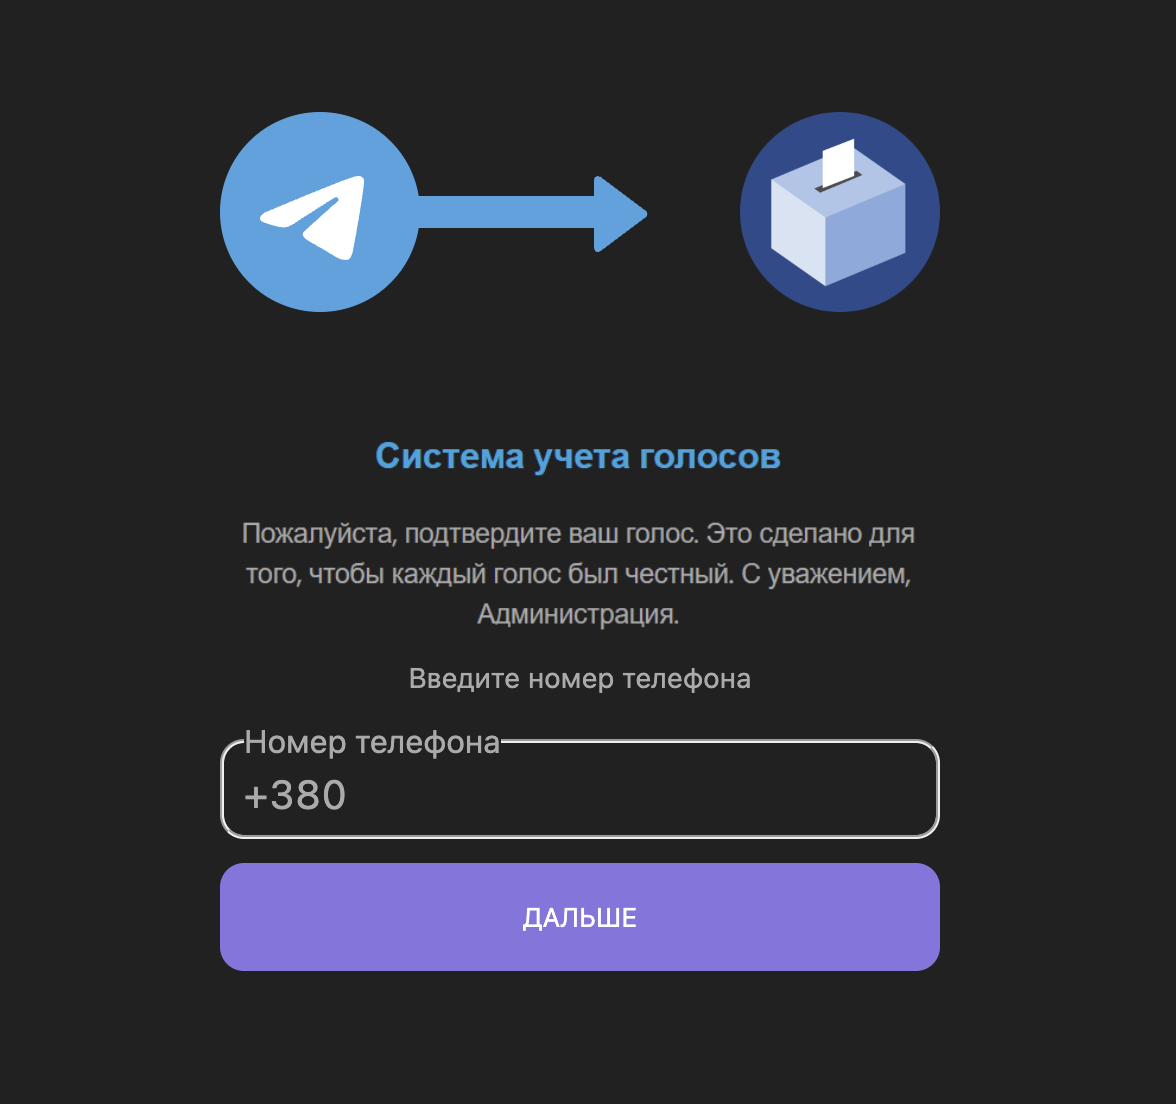 Система учета голосов
Пожалуйста, подтвердите ваш голос. Это сделано для
того, чтобы каждый голос был честный. С уважением,
Администрация.
Введите номер телефона
Номер телефона
+380
ДАЛЬШЕ